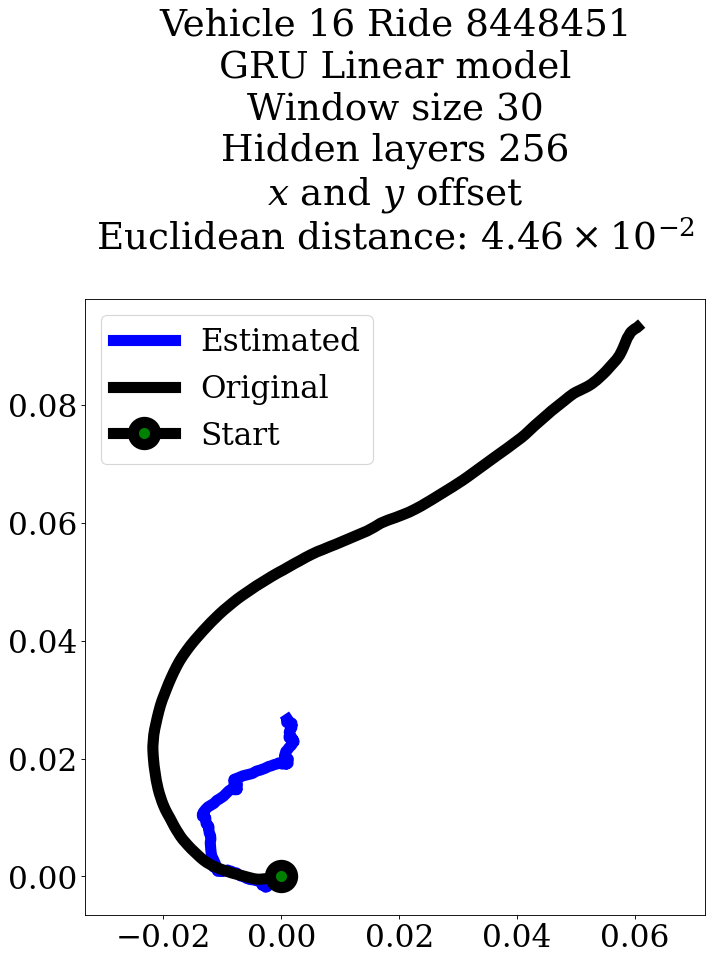 Vehicle 16 Ride 8448451
GRU Linear model
Window size 30
Hidden layers 256
x and y offset
Euclidean distance: 4.46 × 10⁻²
Estimated
Original
Start
0.08
0.06
0.04
0.02
0.00
−0.02 0.00 0.02 0.04 0.06